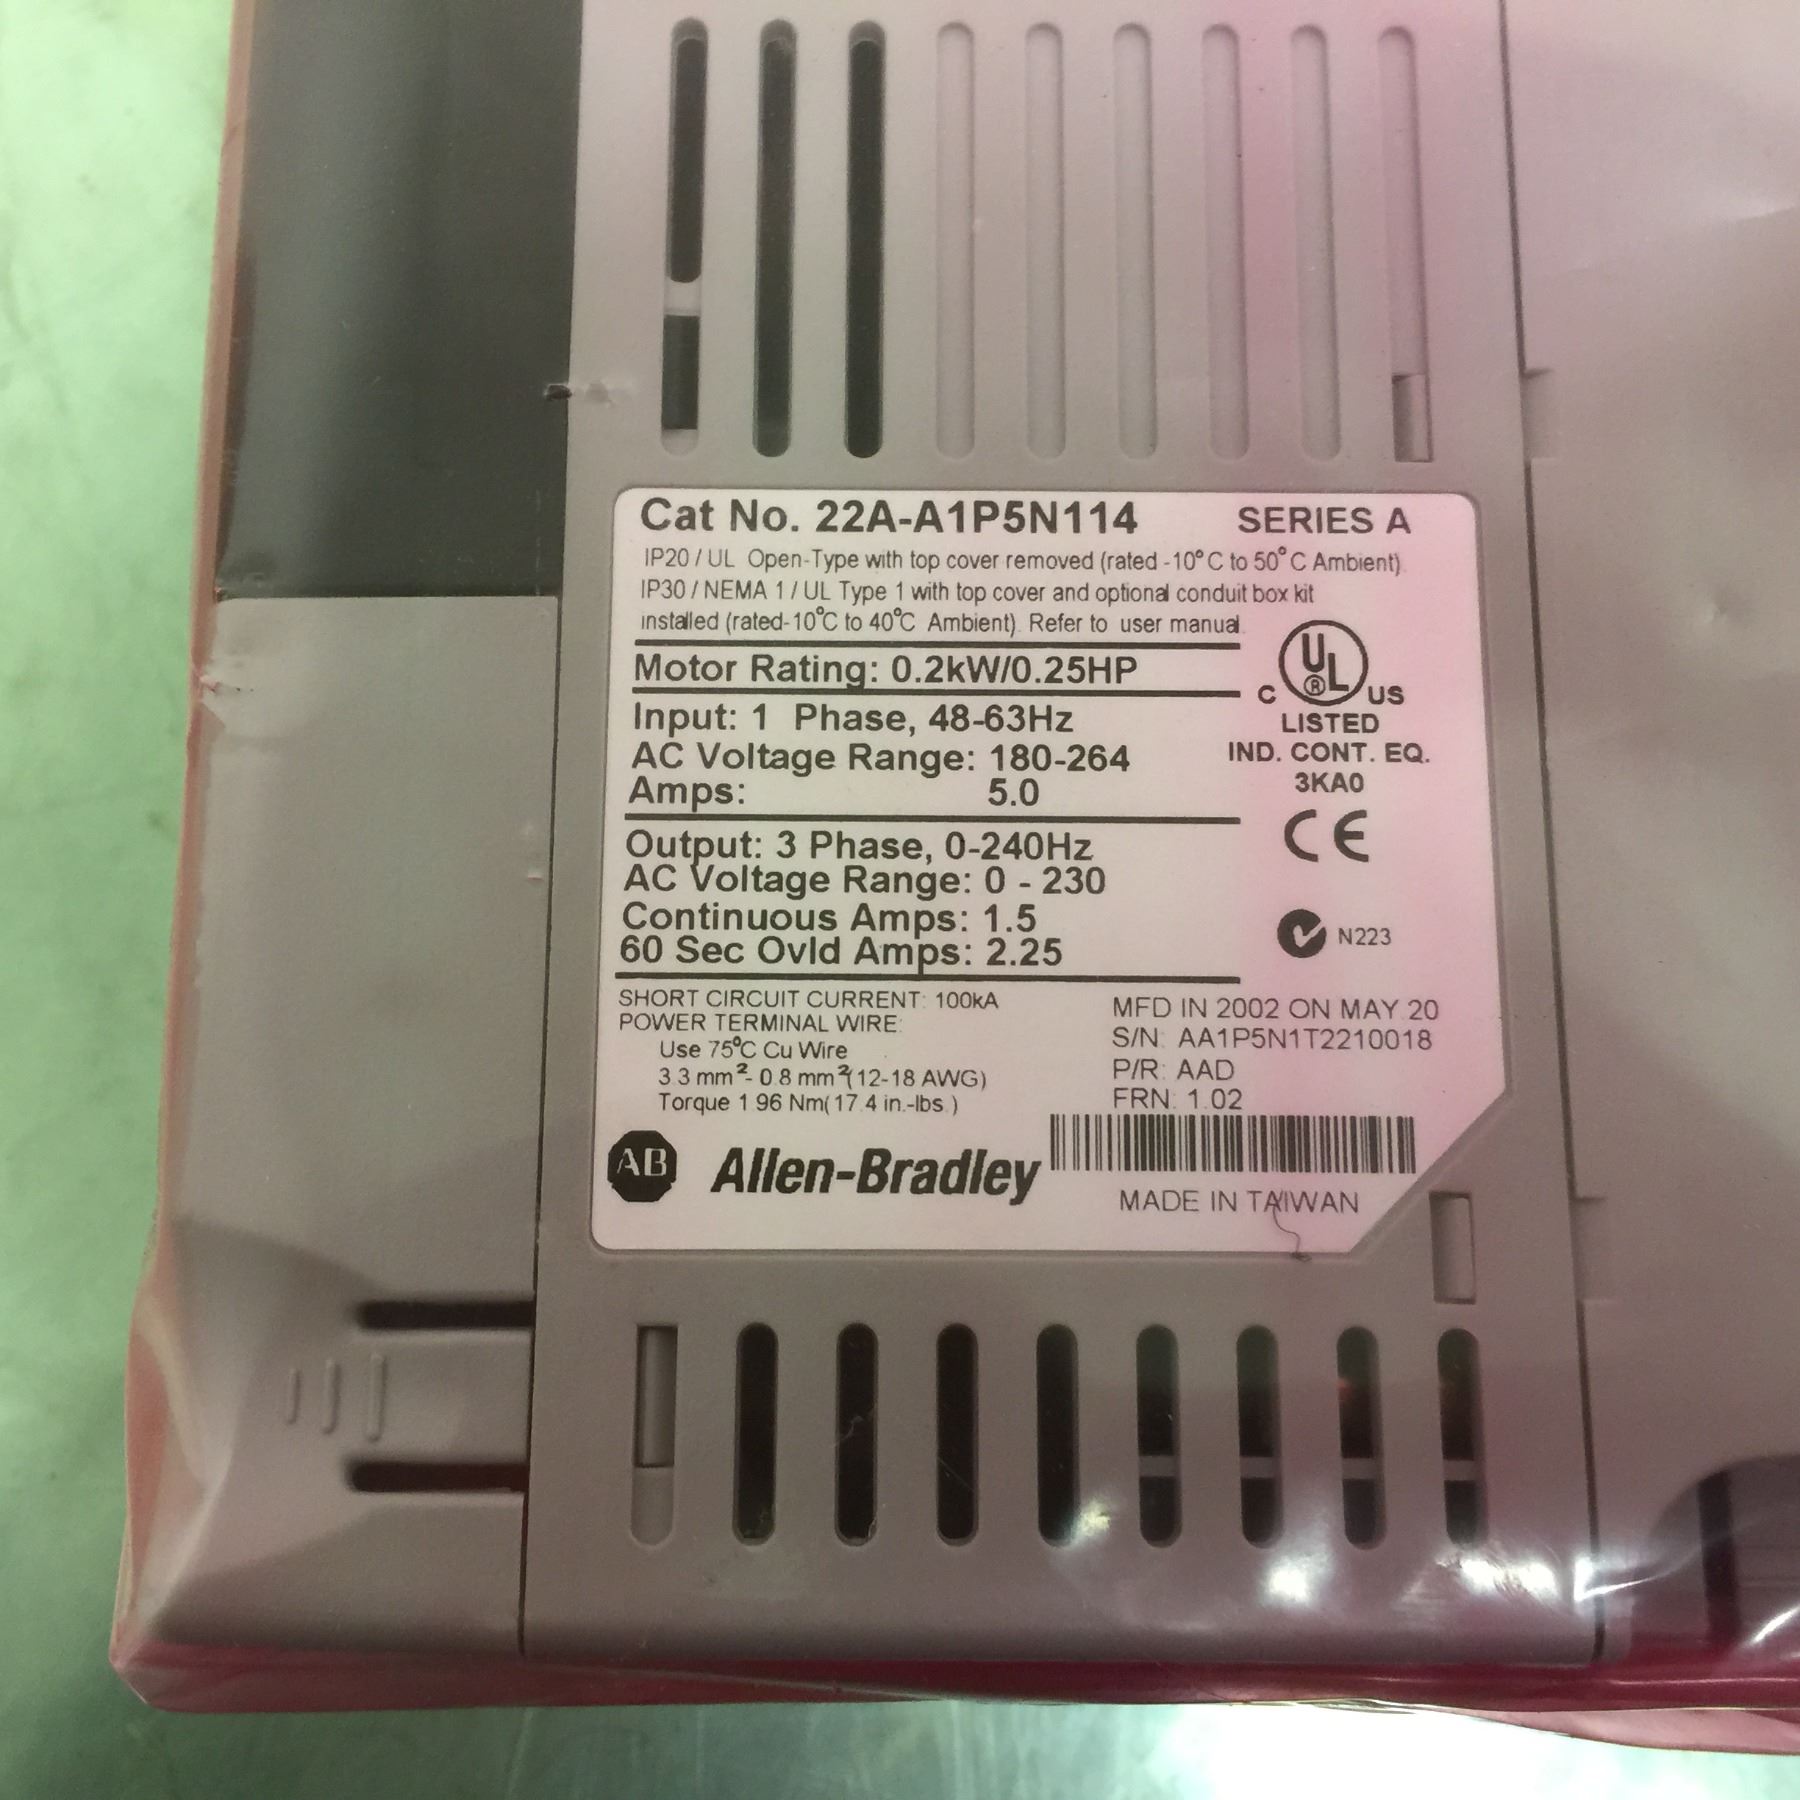 Cat No. 22A-A1P5N114 SERIES A
IP20 / UL Open-Type with top cover removed (rated -10°C to 50°C Ambient).
IP30 / NEMA 1 / UL Type 1 with top cover and optional conduit box kit
installed (rated-10°C to 40°C Ambient). Refer to user manual.
Motor Rating: 0.2kW/0.25HP
Input: 1 Phase, 48-63Hz
AC Voltage Range: 180-264
Amps: 5.0
Output: 3 Phase, 0-240Hz
AC Voltage Range: 0 - 230
Continuous Amps: 1.5
60 Sec Ovld Amps: 2.25
C UL ® US
LISTED
IND. CONT. EQ.
3KA0
CE
N223
SHORT CIRCUIT CURRENT: 100kA
POWER TERMINAL WIRE:
Use 75°C Cu Wire
3.3 mm²- 0.8 mm²(12-18 AWG)
Torque 1.96 Nm(17.4 in.-lbs.)
MFD IN 2002 ON MAY 20
S/N: AA1P5N1T2210018
P/R: AAD
FRN: 1.02
AB Allen-Bradley
MADE IN TAIWAN